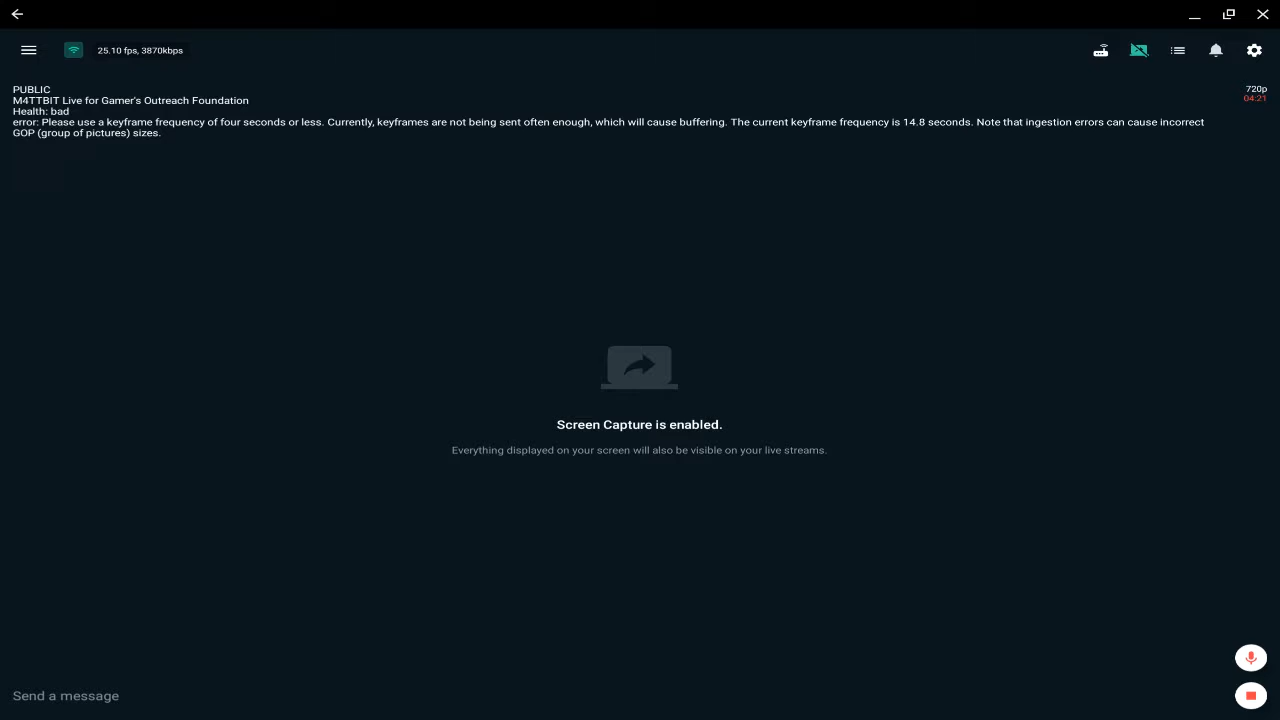 25.10 fps, 3870kbps
PUBLIC
720p
M4TTBIT Live for Gamer's Outreach Foundation
04:21
Health: bad
error: Please use a keyframe frequency of four seconds or less. Currently, keyframes are not being sent often enough, which will cause buffering. The current keyframe frequency is 14.8 seconds. Note that ingestion errors can cause incorrect
GOP (group of pictures) sizes.
Screen Capture is enabled.
Everything displayed on your screen will also be visible on your live streams.
Send a message